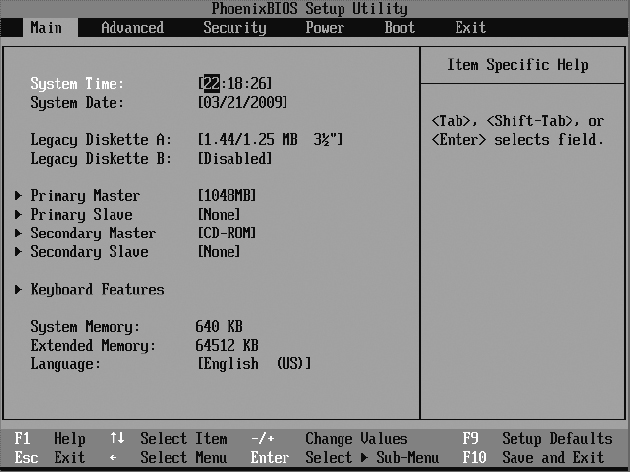 PhoenixBIOS Setup Utility
Main Advanced Security Power Boot Exit
Item Specific Help
System Time: [22:18:26]
System Date: [03/21/2009]
<Tab>, <Shift-Tab>, or
<Enter> selects field.
Legacy Diskette A: [1.44/1.25 MB 3½"]
Legacy Diskette B: [Disabled]
▶ Primary Master [1048MB]
▶ Primary Slave [None]
▶ Secondary Master [CD-ROM]
▶ Secondary Slave [None]
▶ Keyboard Features
System Memory: 640 KB
Extended Memory: 64512 KB
Language: [English (US)]
F1 Help ↑↓ Select Item -/+ Change Values F9 Setup Defaults
Esc Exit ← Select Menu Enter Select ▶ Sub-Menu F10 Save and Exit